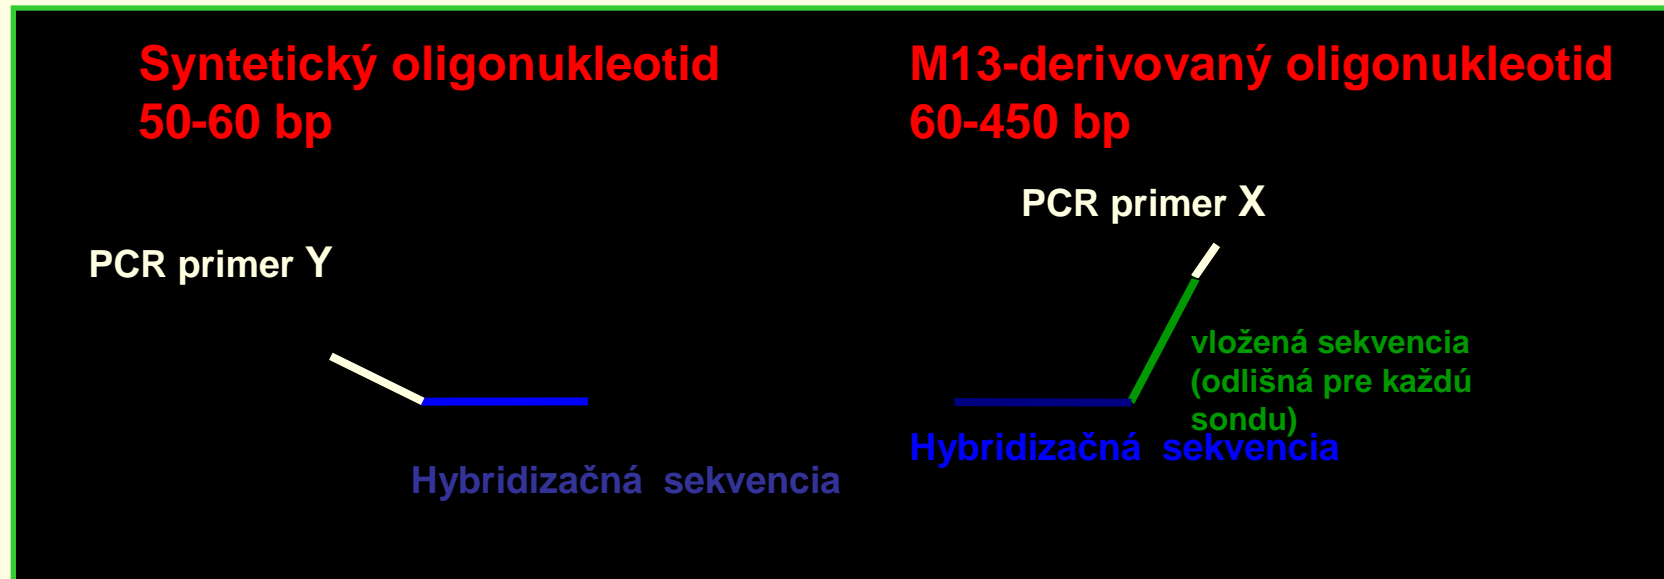 Syntetický oligonukleotid
50-60 bp
M13-derivovaný oligonukleotid
60-450 bp
PCR primer X
PCR primer Y
vložená sekvencia
(odlišná pre každú
sondu)
Hybridizačná sekvencia
Hybridizačná sekvencia